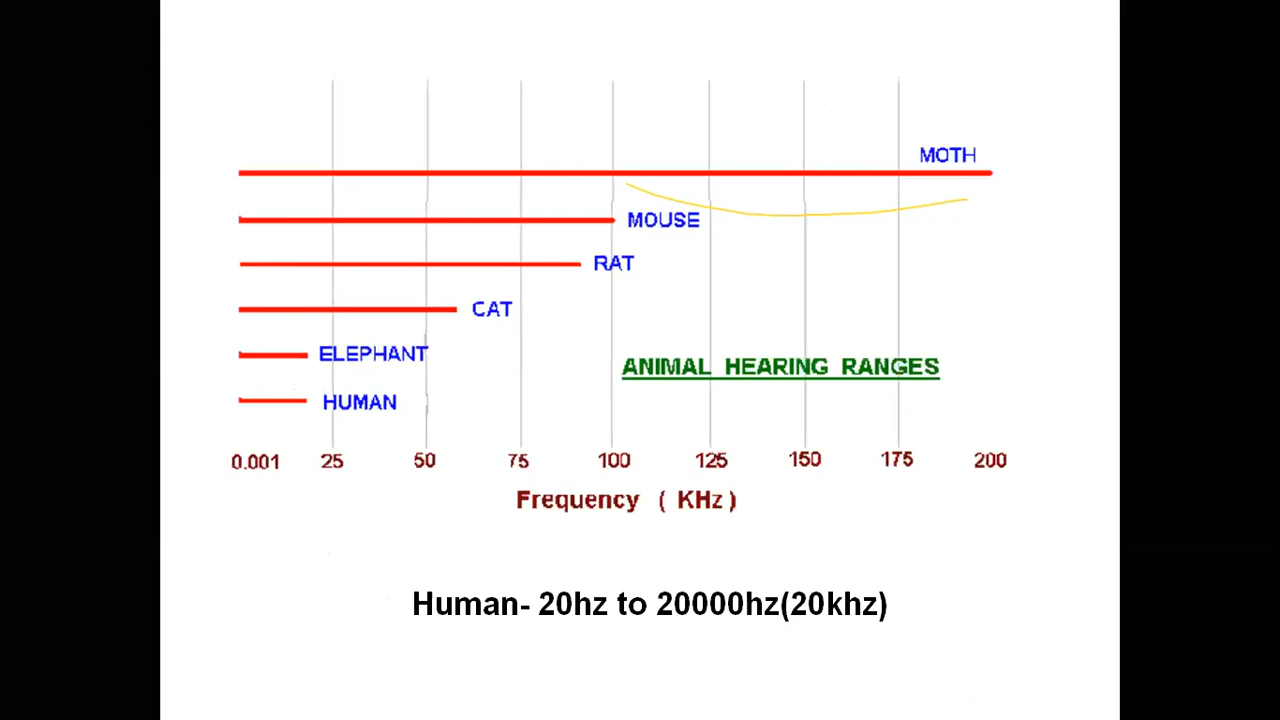 MOTH
MOUSE
RAT
CAT
ELEPHANT
ANIMAL HEARING RANGES
HUMAN
0.001 25 50 75 100 125 150 175 200
Frequency ( KHz )
Human- 20hz to 20000hz(20khz)